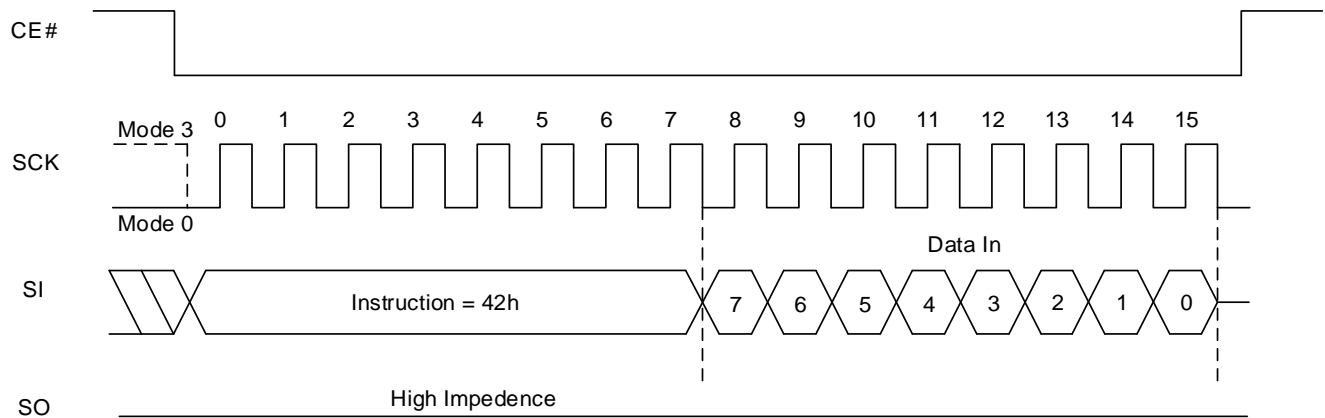 CE#
0 1 2 3 4 5 6 7 8 9 10 11 12 13 14 15
Mode 3
SCK
Mode 0
Data In
SI
Instruction = 42h
7 6 5 4 3 2 1 0
High Impedence
SO